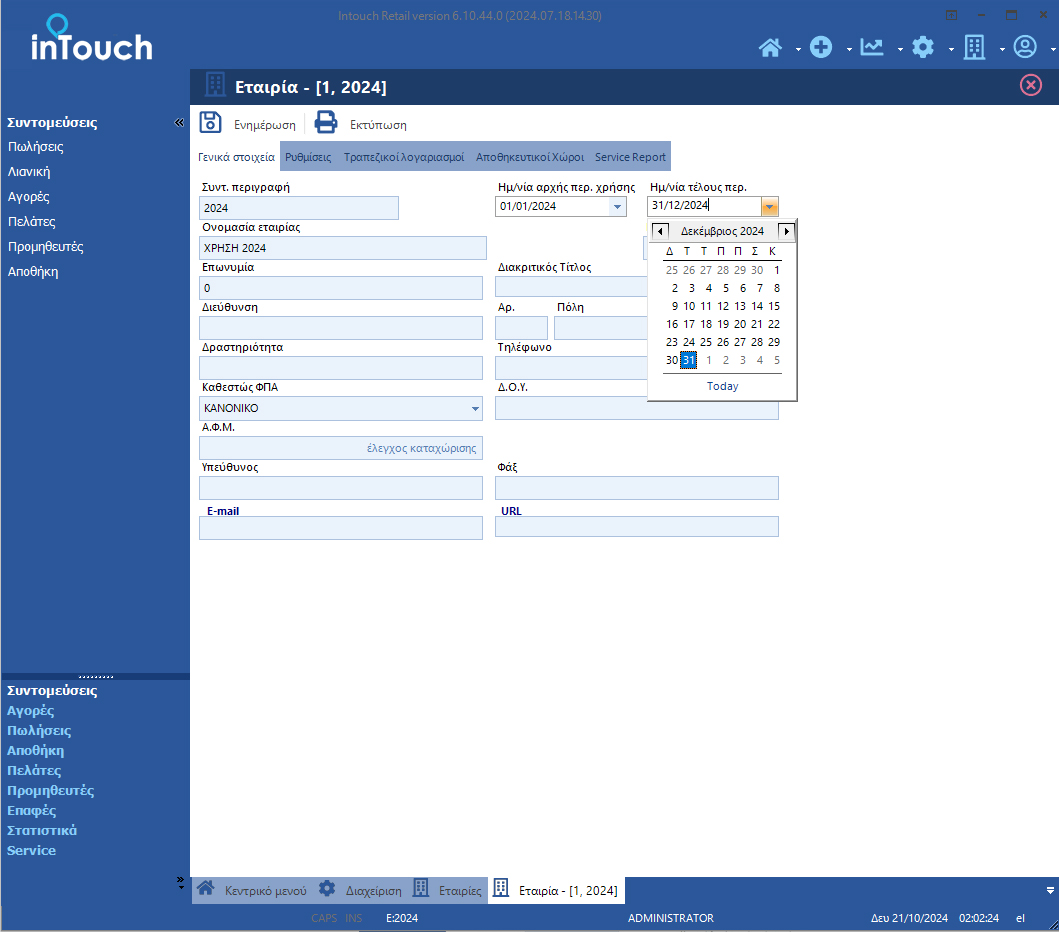 Intouch Retail version 6.10.44.0 (2024.07.18.14.30)
inTouch
Εταιρία - [1, 2024]
Συντομεύσεις «
Πωλήσεις
Λιανική
Αγορές
Πελάτες
Προμηθευτές
Αποθήκη
Ενημέρωση Εκτύπωση
Γενικά στοιχεία Ρυθμίσεις Τραπεζικοί λογαριασμοί Αποθηκευτικοί Χώροι Service Report
Συντ. περιγραφή Ημ/νία αρχής περ. χρήσης Ημ/νία τέλους περ.
2024 01/01/2024 31/12/2024
Ονομασία εταιρίας
ΧΡΗΣΗ 2024
Επωνυμία Διακριτικός Τίτλος
0
Διεύθυνση Αρ. Πόλη
Δραστηριότητα Τηλέφωνο
Καθεστώς ΦΠΑ Δ.Ο.Υ.
ΚΑΝΟΝΙΚΟ
Α.Φ.Μ.
έλεγχος καταχώρισης
Υπεύθυνος Φάξ
E-mail URL
Δεκέμβριος 2024
Δ Τ Τ Π Π Σ Κ
25 26 27 28 29 30 1
2 3 4 5 6 7 8
9 10 11 12 13 14 15
16 17 18 19 20 21 22
23 24 25 26 27 28 29
30 31 1 2 3 4 5
Today
Συντομεύσεις
Αγορές
Πωλήσεις
Αποθήκη
Πελάτες
Προμηθευτές
Επαφές
Στατιστικά
Service
Κεντρικό μενού Διαχείριση Εταιρίες Εταιρία - [1, 2024]
CAPS INS E:2024 ADMINISTRATOR Δευ 21/10/2024 02:02:24 el